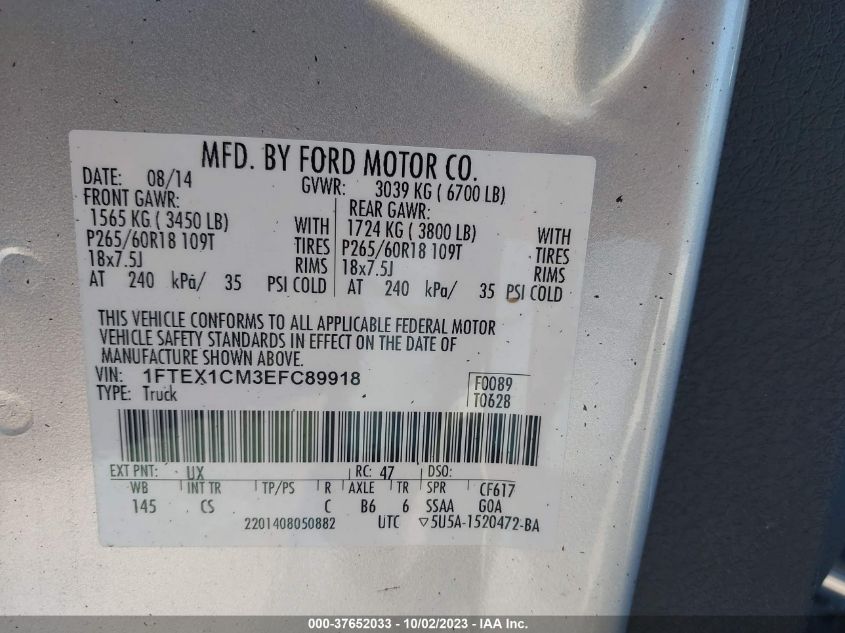 MFD. BY FORD MOTOR CO.
DATE: 08/14 GVWR: 3039 KG ( 6700 LB)
FRONT GAWR: REAR GAWR:
1565 KG ( 3450 LB) WITH 1724 KG ( 3800 LB) WITH
P265/60R18 109T TIRES P265/60R18 109T TIRES
18x7.5J RIMS 18x7.5J RIMS
AT 240 kPa/ 35 PSI COLD AT 240 kPa/ 35 PSI COLD
THIS VEHICLE CONFORMS TO ALL APPLICABLE FEDERAL MOTOR
VEHICLE SAFETY STANDARDS IN EFFECT ON THE DATE OF
MANUFACTURE SHOWN ABOVE.
VIN: 1FTEX1CM3EFC89918 F0089
TYPE: Truck T0628
EXT PNT: UX RC: 47 DSO:
WB INT TR TP/PS R AXLE TR SPR CF617
145 CS C B6 6 SSAA GOA
2201408050882 UTC ▽5U5A-1520472-BA
000-37652033 - 10/02/2023 - IAAI.COM